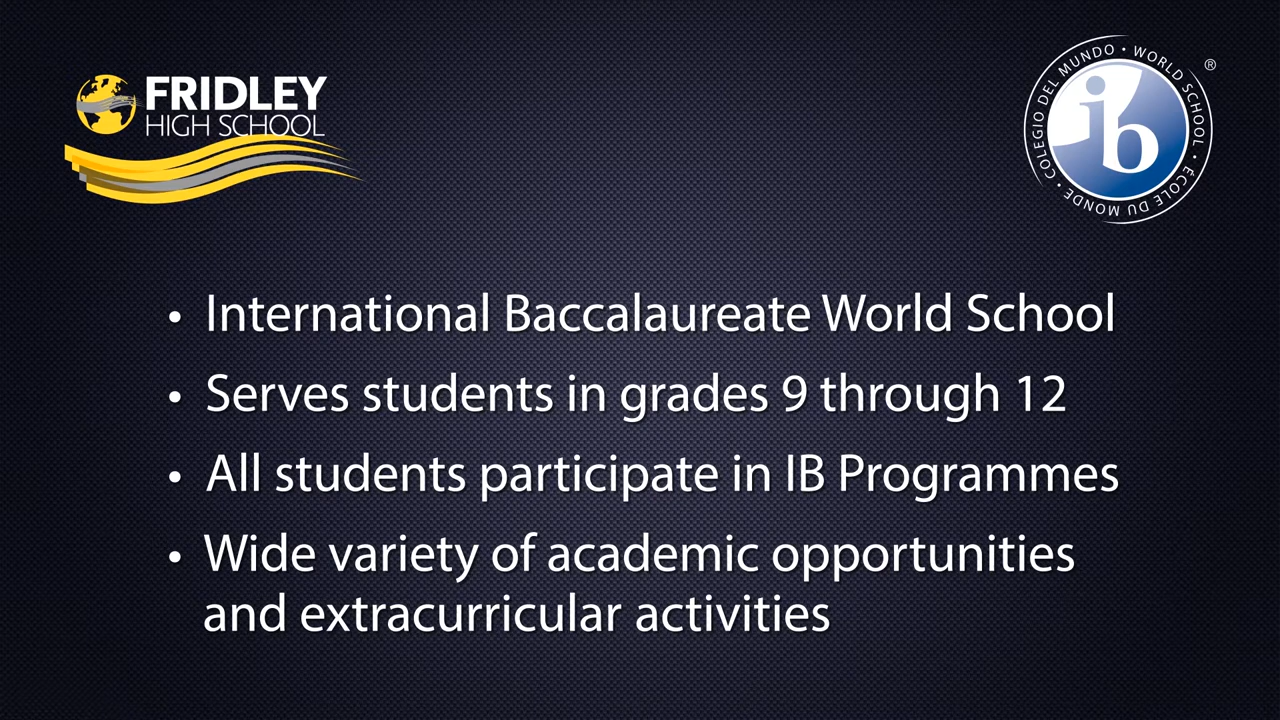 FRIDLEY
HIGH SCHOOL
COLEGIO DEL MUNDO • WORLD SCHOOL • ÉCOLE DU MONDE •
®
ib
• International Baccalaureate World School
• Serves students in grades 9 through 12
• All students participate in IB Programmes
• Wide variety of academic opportunities
and extracurricular activities